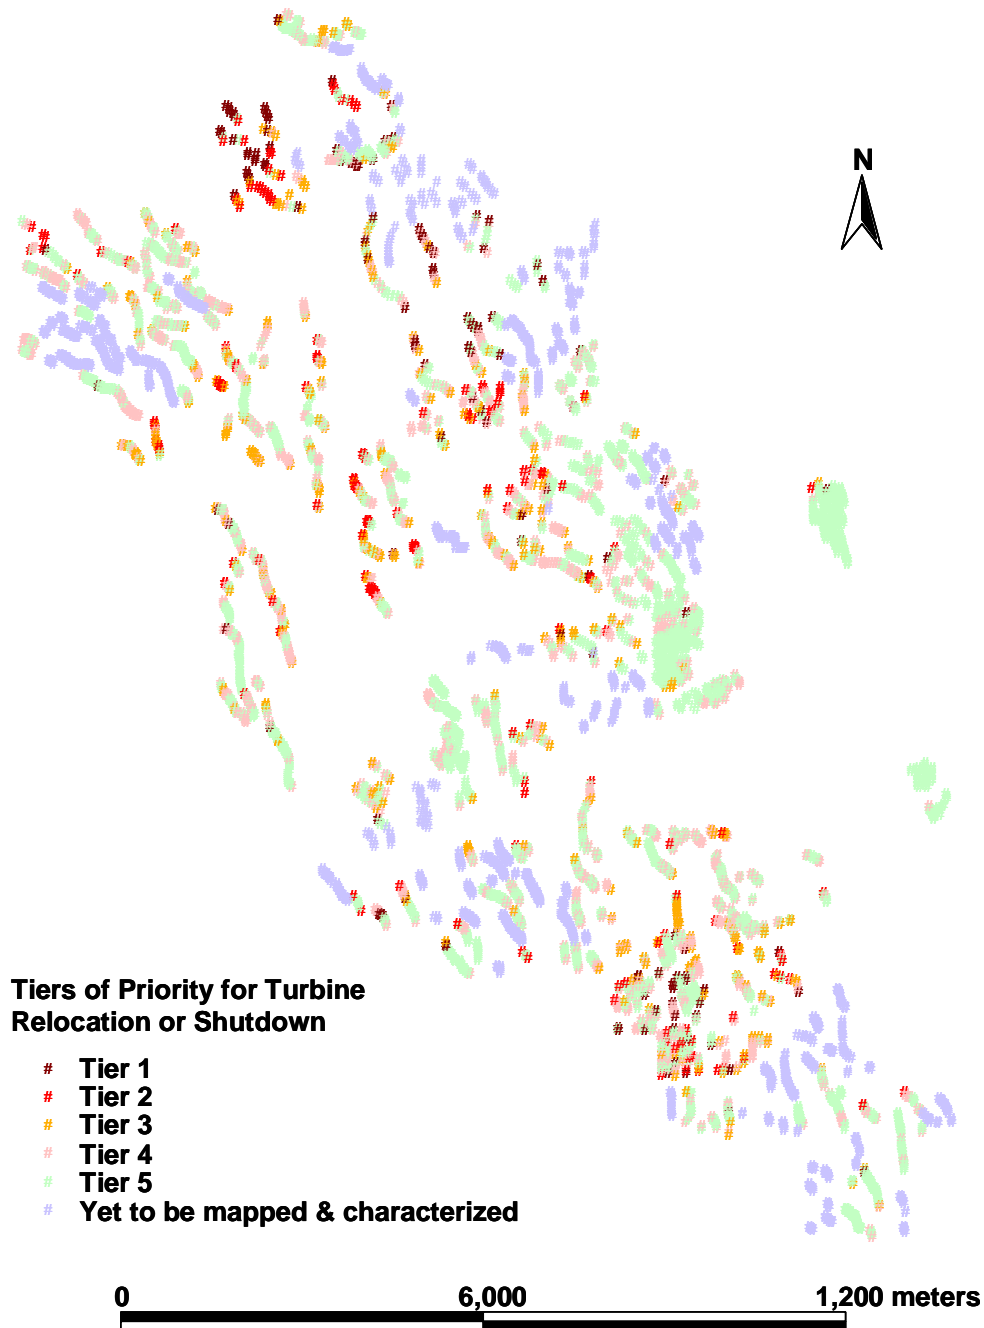 N
Tiers of Priority for Turbine
Relocation or Shutdown
# Tier 1
# Tier 2
# Tier 3
# Tier 4
# Tier 5
# Yet to be mapped & characterized
0 6,000 1,200 meters